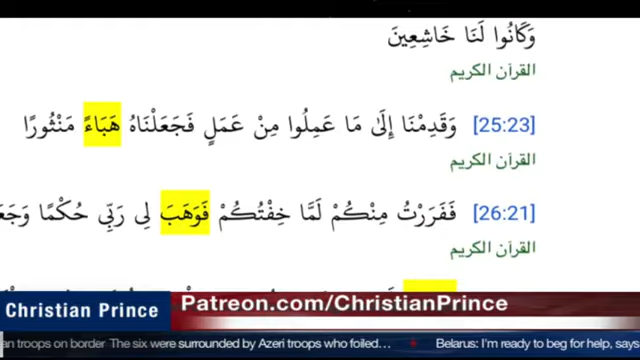 وَكَانُوا لَنَا خَاشِعِينَ
القرآن الكريم
[25:23] وَقَدِمْنَا إِلَىٰ مَا عَمِلُوا مِنْ عَمَلٍ فَجَعَلْنَاهُ هَبَاءً مَنْثُورًا
القرآن الكريم
[26:21] فَفَرَرْتُ مِنْكُمْ لَمَّا خِفْتُكُمْ فَوَهَبَ لِي رَبِّي حُكْمًا
القرآن الكريم
Christian Prince
Patreon.com/ChristianPrince
troops on border The six were surrounded by Azeri troops who foiled... Belarus: I'm ready to beg for help, says